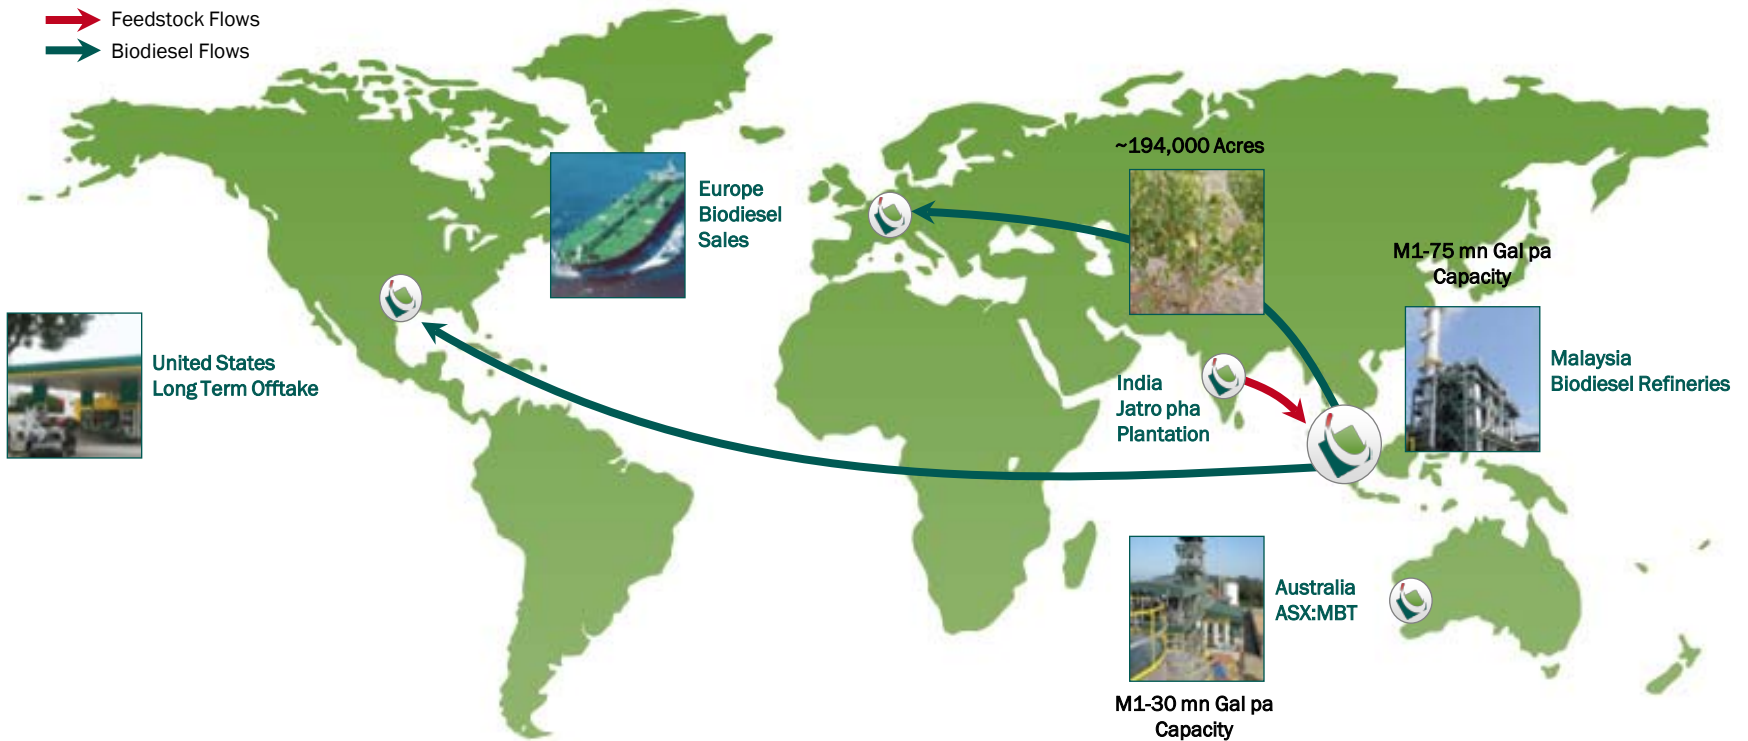 Feedstock Flows
Biodiesel Flows
~194,000 Acres
Europe
Biodiesel
Sales
M1-75 mn Gal pa
Capacity
United States
Long Term Offtake
India
Jatro pha
Plantation
Malaysia
Biodiesel Refineries
Australia
ASX:MBT
M1-30 mn Gal pa
Capacity